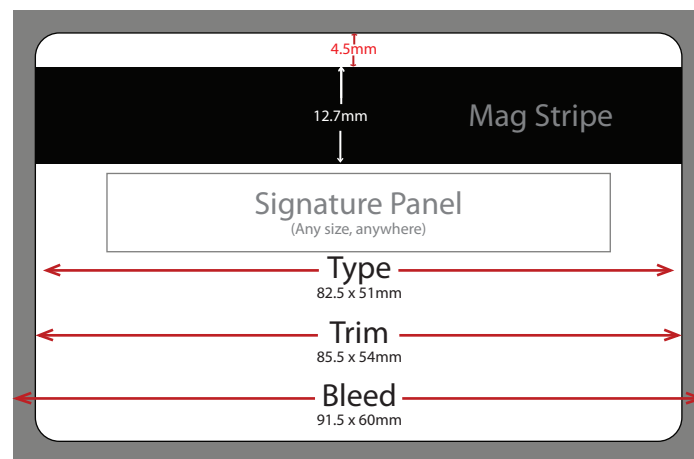 4.5mm
12.7mm
Mag Stripe
Signature Panel
(Any size, anywhere)
Type
82.5 x 51mm
Trim
85.5 x 54mm
Bleed
91.5 x 60mm